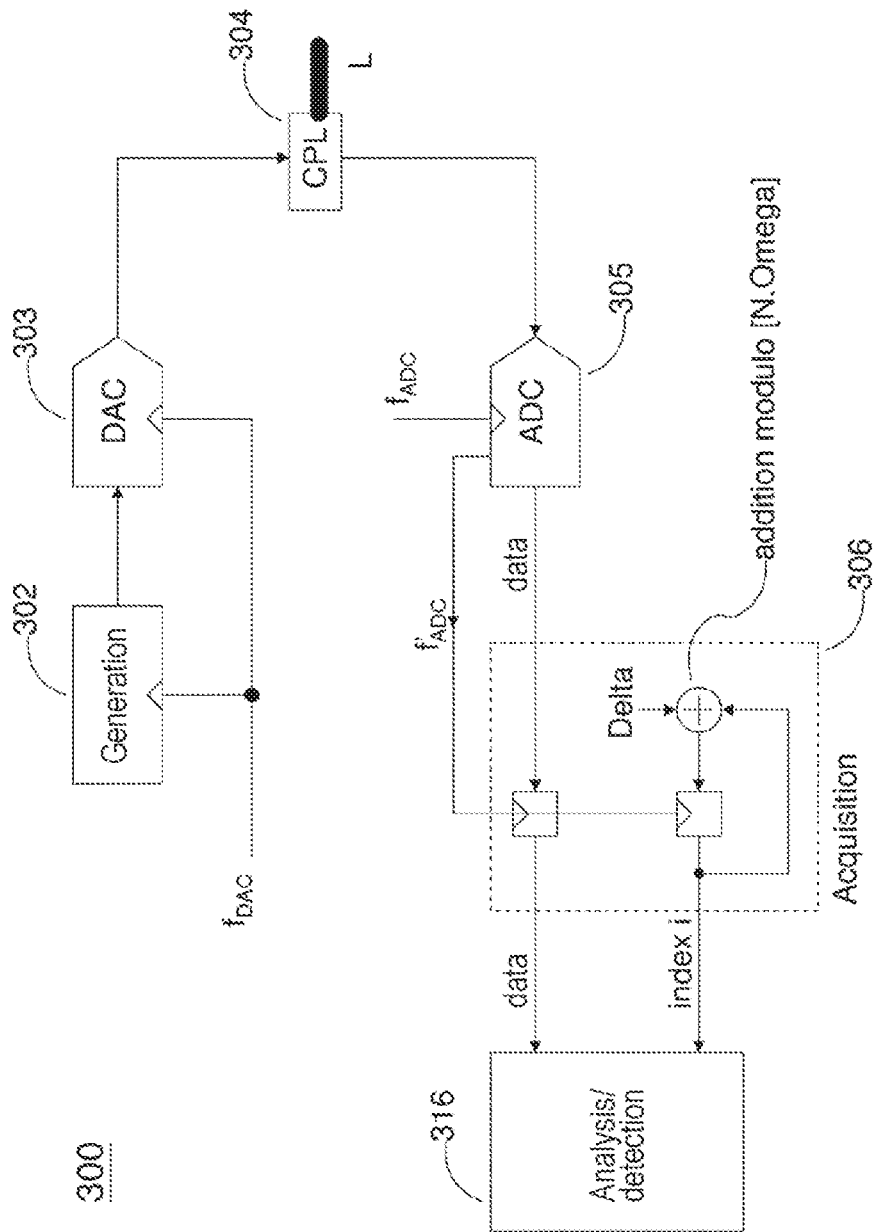 300
302
Generation
303
DAC
304
CPL
L
f_DAC
f_ADC
ADC
305
f'_ADC
data
addition modulo [N.Omega]
306
Delta
Acquisition
data
index i
316
Analysis/
detection